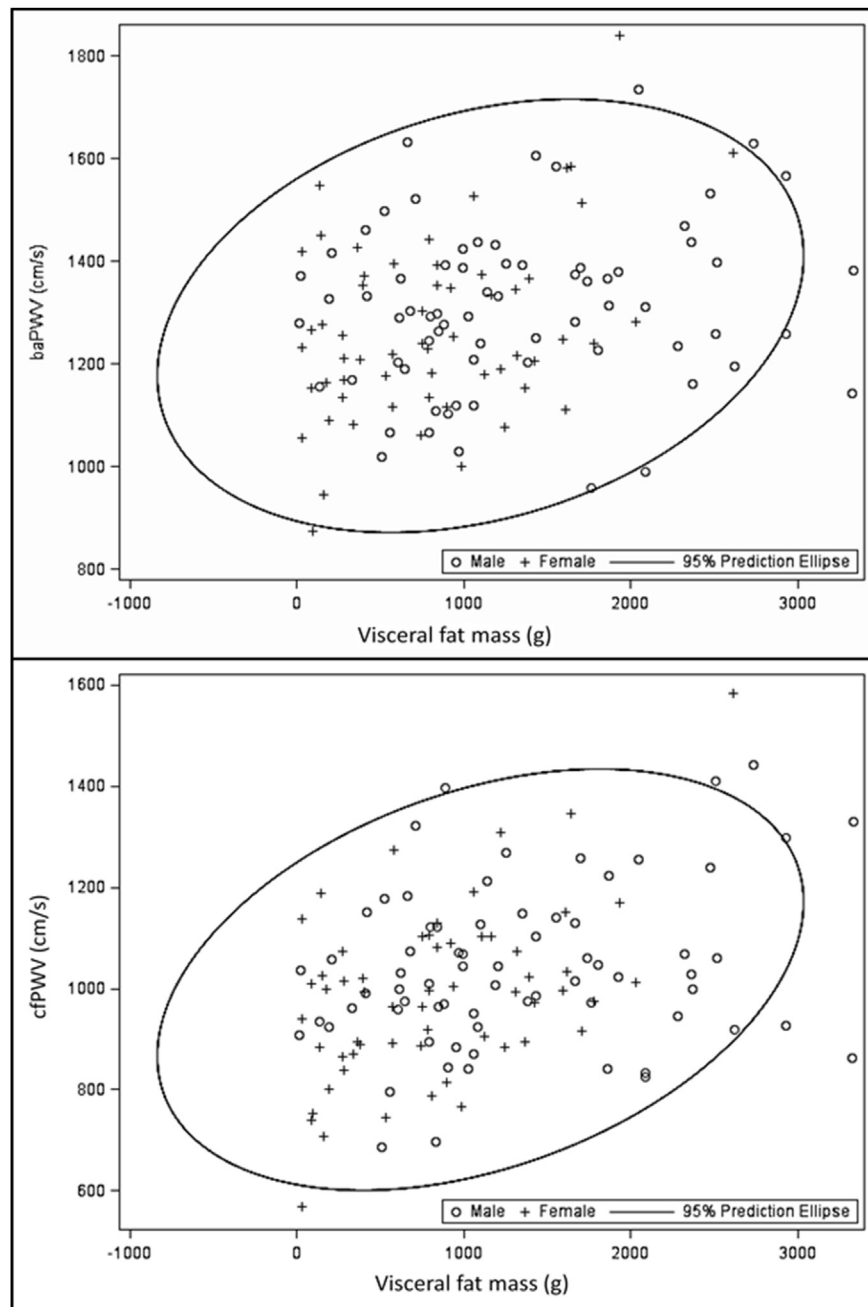 1800
1600
1400
1200
1000
800
baPWV (cm/s)
○ Male + Female — 95% Prediction Ellipse
-1000 0 1000 2000 3000
Visceral fat mass (g)
1600
1400
1200
1000
800
600
cfPWV (cm/s)
○ Male + Female — 95% Prediction Ellipse
-1000 0 1000 2000 3000
Visceral fat mass (g)